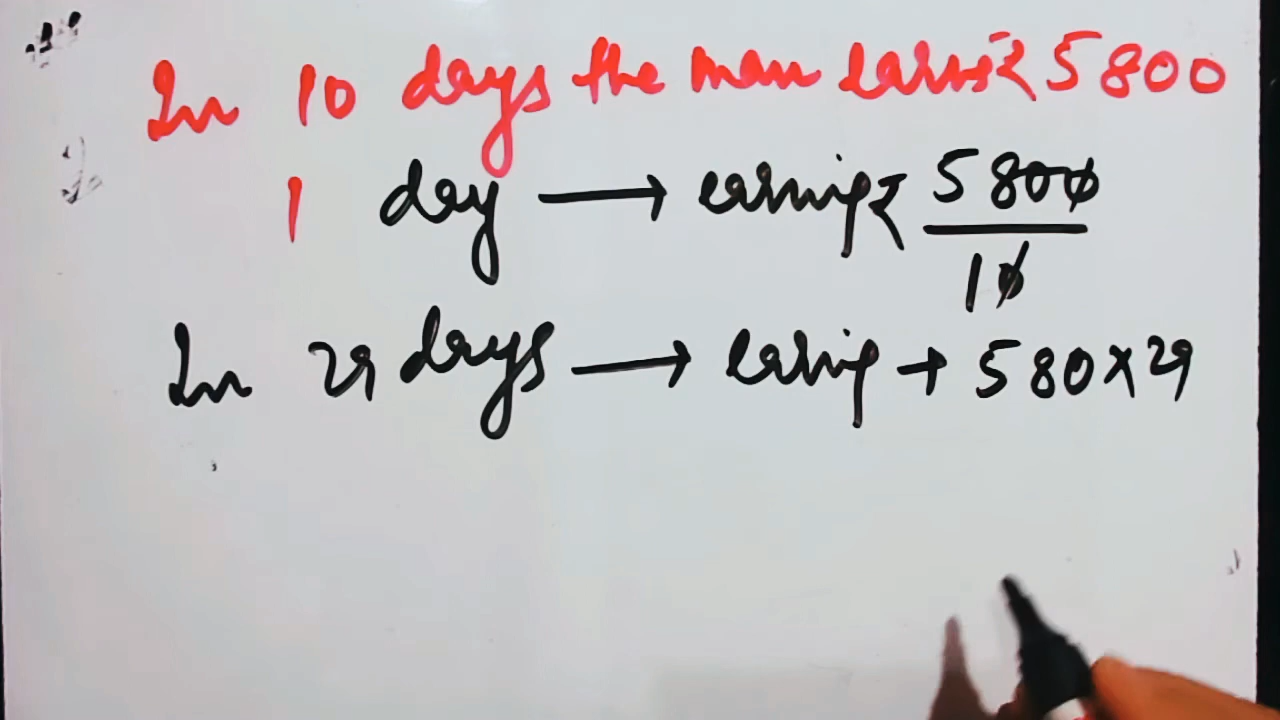 In 10 days the man earns ₹ 5800
1 day → earning ₹ 5800/10
In 29 days → earning → 580×29